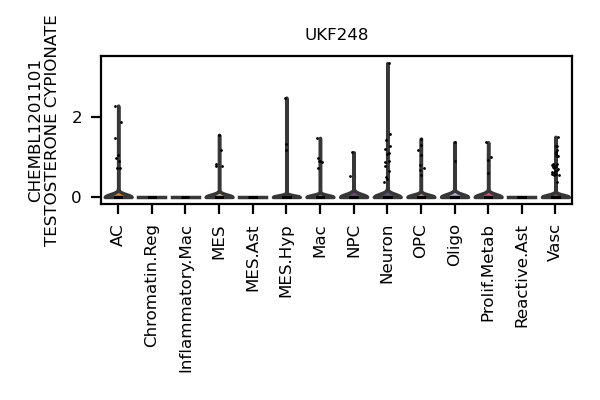 UKF248
CHEMBL1201101
TESTOSTERONE CYPIONATE
2
0
AC
Chromatin.Reg
Inflammatory.Mac
MES
MES.Ast
MES.Hyp
Mac
NPC
Neuron
OPC
Oligo
Prolif.Metab
Reactive.Ast
Vasc